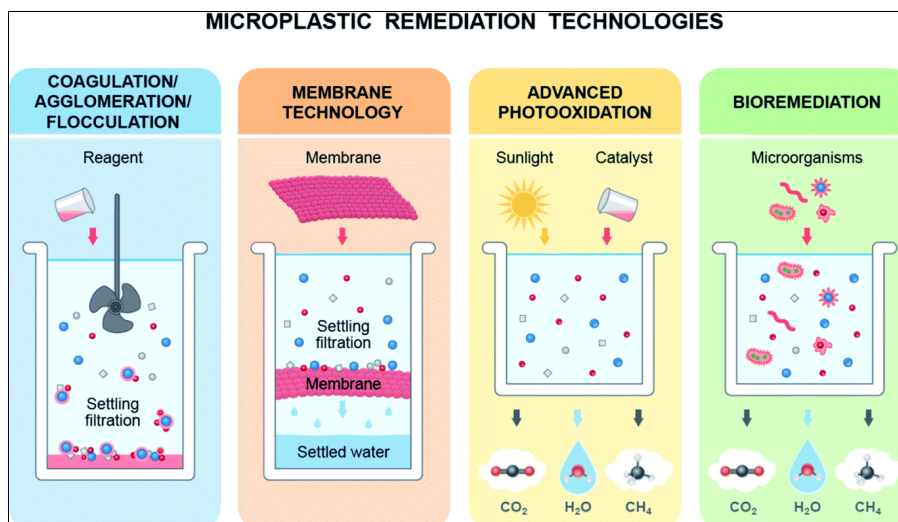 MICROPLASTIC REMEDIATION TECHNOLOGIES
COAGULATION/
AGGLOMERATION/
FLOCCULATION
Reagent
Settling
filtration
MEMBRANE
TECHNOLOGY
Membrane
Settling
filtration
Membrane
Settled water
ADVANCED
PHOTOOXIDATION
Sunlight
Catalyst
CO₂
H₂O
CH₄
BIOREMEDIATION
Microorganisms
CO₂
H₂O
CH₄